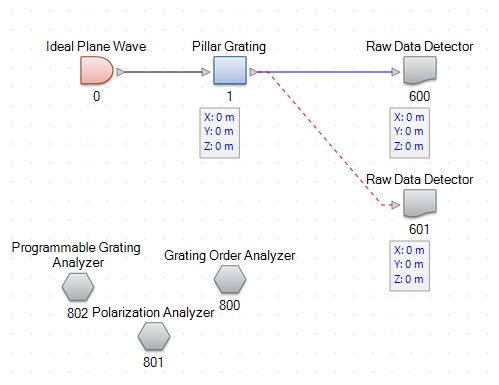 Ideal Plane Wave
Pillar Grating
Raw Data Detector
0
1
600
X: 0 m
Y: 0 m
Z: 0 m
X: 0 m
Y: 0 m
Z: 0 m
Raw Data Detector
601
X: 0 m
Y: 0 m
Z: 0 m
Programmable Grating
Analyzer
802
Grating Order Analyzer
800
Polarization Analyzer
801